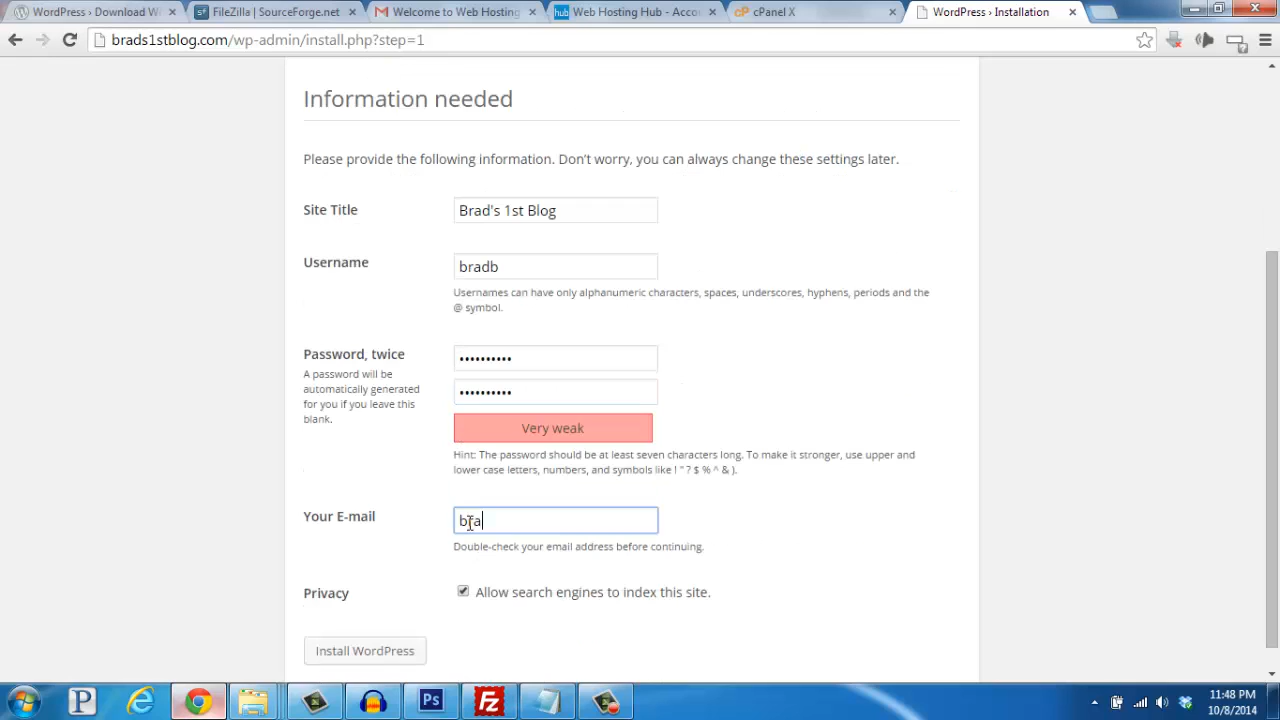 WordPress › Download W
FileZilla | SourceForge.net
Welcome to Web Hosting
Web Hosting Hub - Acco
cPanel X
WordPress › Installation
brads1stblog.com/wp-admin/install.php?step=1
Information needed
Please provide the following information. Don't worry, you can always change these settings later.
Site Title
Brad's 1st Blog
Username
bradb
Usernames can have only alphanumeric characters, spaces, underscores, hyphens, periods and the
@ symbol.
Password, twice
A password will be
automatically generated
for you if you leave this
blank.
••••••••••
••••••••••
Very weak
Hint: The password should be at least seven characters long. To make it stronger, use upper and
lower case letters, numbers, and symbols like ! " ? $ % ^ & ).
Your E-mail
bra
Double-check your email address before continuing.
Privacy
Allow search engines to index this site.
Install WordPress
11:48 PM
10/8/2014